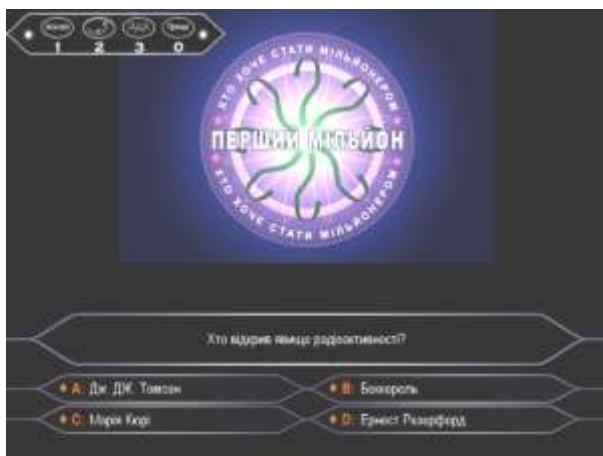 1 2 3 0
ХТО ХОЧЕ СТАТИ МІЛЬЙОНЕРОМ
ПЕРШИЙ МІЛЬЙОН
ХТО ХОЧЕ СТАТИ МІЛЬЙОНЕРОМ
Хто відкрив явище радіоактивності?
A: Дж. ДЖ. Томсон
B: Беккерель
C: Марія Кюрі
D: Ернест Резерфорд